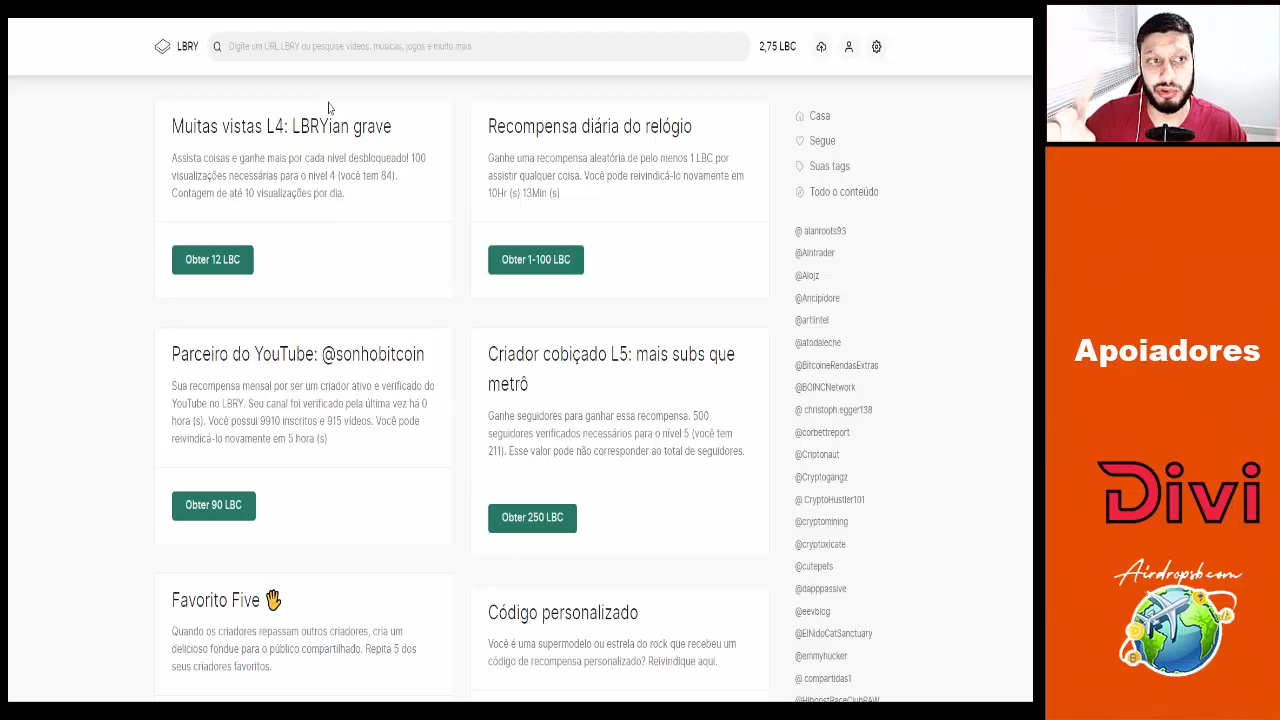 LBRY
Digite um URL LBRY ou pesquise vídeos, músicas, jogos e muito mais
2,75 LBC
Muitas vistas L4: LBRYian grave
Assista coisas e ganhe mais por cada nível desbloqueado! 100
visualizações necessárias para o nível 4 (você tem 84).
Contagem de até 10 visualizações por dia.
Obter 12 LBC
Recompensa diária do relógio
Ganhe uma recompensa aleatória de pelo menos 1 LBC por
assistir qualquer coisa. Você pode reivindicá-lo novamente em
10Hr (s) 13Min (s)
Obter 1-100 LBC
Parceiro do YouTube: @sonhobitcoin
Sua recompensa mensal por ser um criador ativo e verificado do
YouTube no LBRY. Seu canal foi verificado pela última vez há 0
hora (s). Você possui 9910 inscritos e 915 vídeos. Você pode
reivindicá-lo novamente em 5 hora (s)
Obter 90 LBC
Criador cobiçado L5: mais subs que
metrô
Ganhe seguidores para ganhar essa recompensa. 500
seguidores verificados necessários para o nível 5 (você tem
211). Esse valor pode não corresponder ao total de seguidores.
Obter 250 LBC
Favorito Five
Quando os criadores repassam outros criadores, cria um
delicioso fondue para o público compartilhado. Repita 5 dos
seus criadores favoritos.
Código personalizado
Você é uma supermodelo ou estrela do rock que recebeu um
código de recompensa personalizado? Reivindique aqui.
Casa
Segue
Suas tags
Todo o conteúdo
@ alanroots93
@AIntrader
@Alojz
@Ancipidore
@artlintel
@atodaleche
@BitcoineRendasExtras
@BOINCNetwork
@ christoph.egger138
@corbettreport
@Criptonaut
@Cryptogangz
@ CryptoHustler101
@cryptomining
@cryptoxicate
@cutepets
@dapppassive
@eevblog
@ElNidoCatSanctuary
@emmyhucker
@ compartidas1
@HlboostRaceClubRAW
Apoiadores
Divi
Airdropsb.com